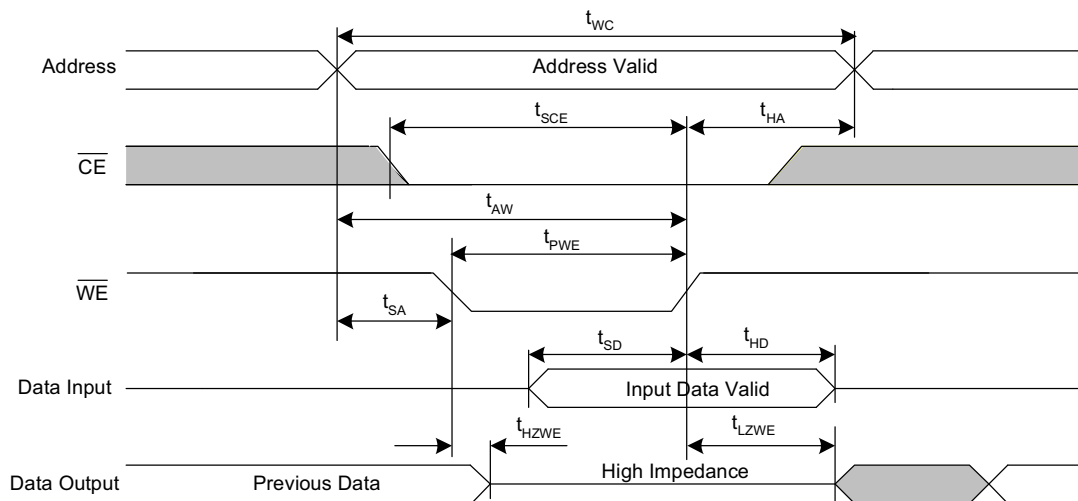 tWC
Address
Address Valid
tSCE
tHA
CE
tAW
tPWE
WE
tSA
tSD
tHD
Data Input
Input Data Valid
tHZWE
tLZWE
Data Output
Previous Data
High Impedance